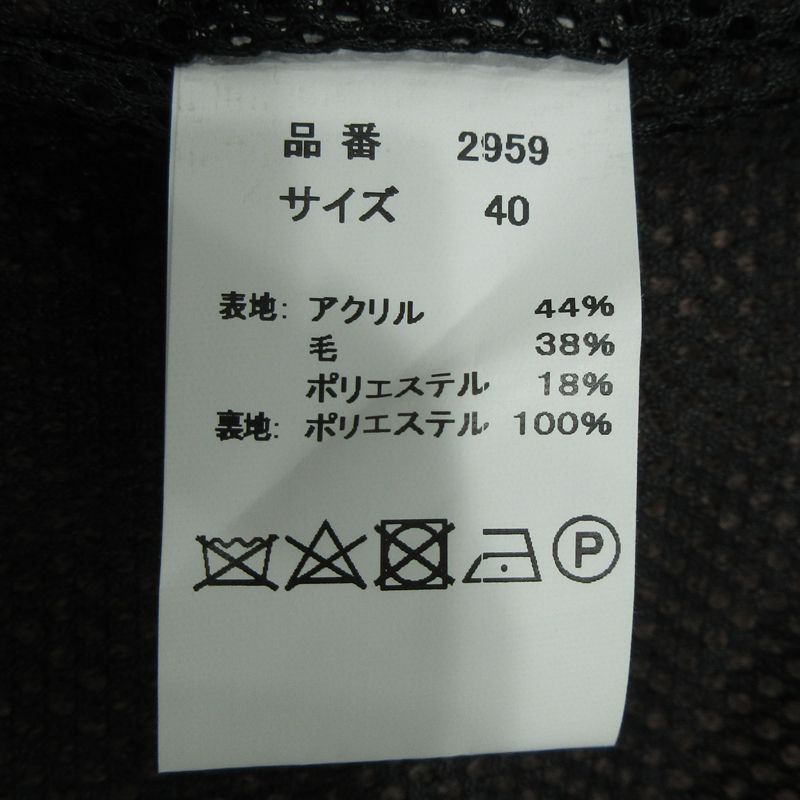 品番 2959
サイズ 40
表地: アクリル 44%
毛 38%
ポリエステル 18%
裏地: ポリエステル 100%
P